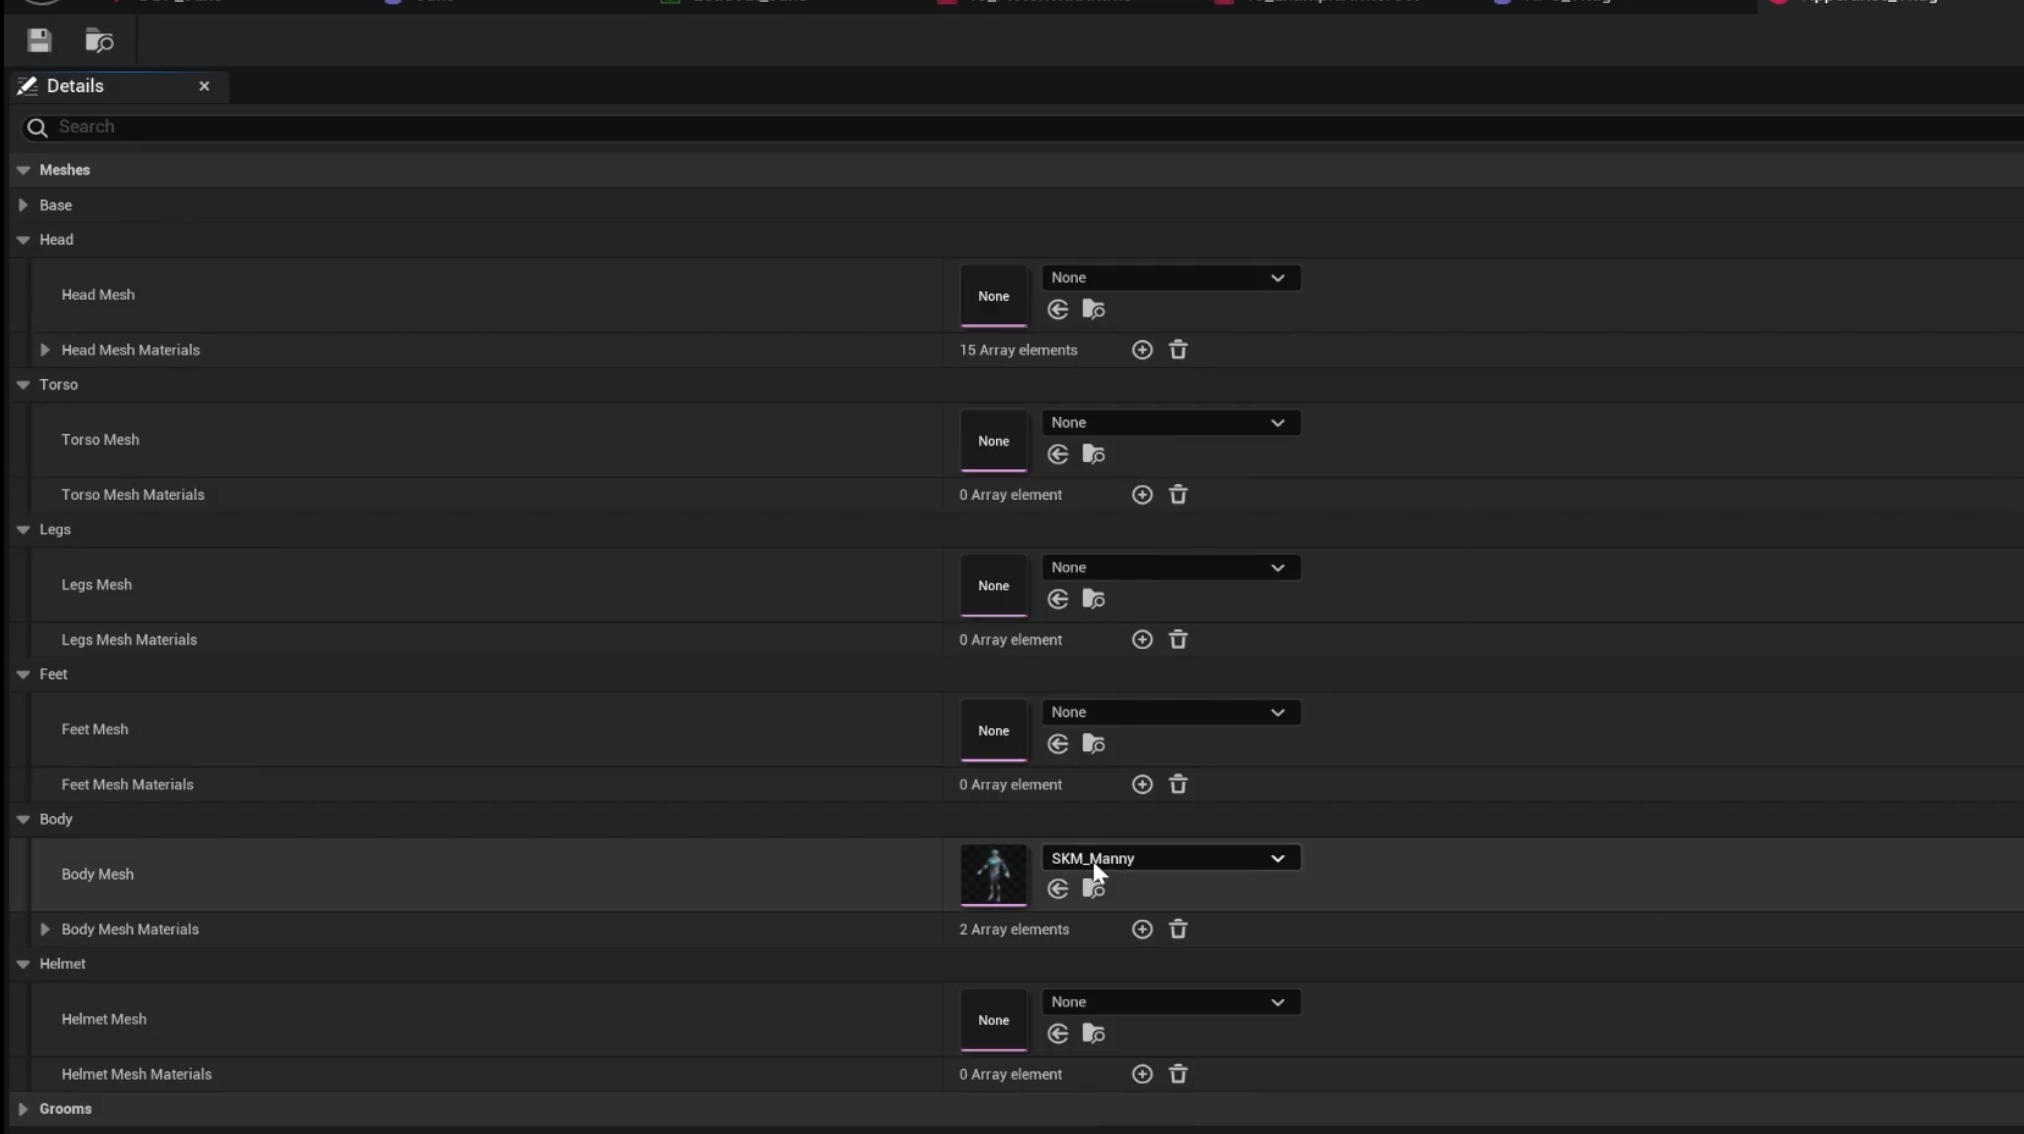 Details
Search
Meshes
Base
Head
None
Head Mesh
None
Head Mesh Materials
15 Array elements
Torso
None
Torso Mesh
None
Torso Mesh Materials
0 Array element
Legs
None
Legs Mesh
None
Legs Mesh Materials
0 Array element
Feet
None
Feet Mesh
None
Feet Mesh Materials
0 Array element
Body
SKM_Manny
Body Mesh
Body Mesh Materials
2 Array elements
Helmet
None
Helmet Mesh
None
Helmet Mesh Materials
0 Array element
Grooms